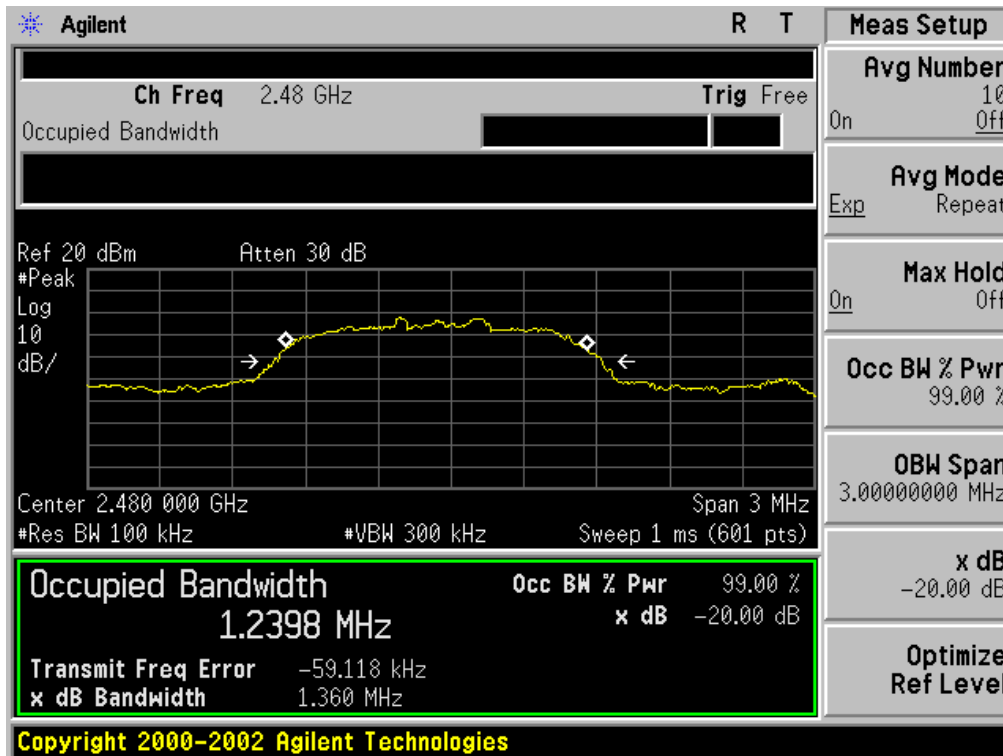 Agilent R T
Ch Freq 2.48 GHz Trig Free
Occupied Bandwidth
Ref 20 dBm Atten 30 dB
#Peak
Log
10
dB/
Center 2.480 000 GHz Span 3 MHz
#Res BW 100 kHz #VBW 300 kHz Sweep 1 ms (601 pts)
Occupied Bandwidth
1.2398 MHz
Occ BW % Pwr 99.00 %
x dB -20.00 dB
Transmit Freq Error -59.118 kHz
x dB Bandwidth 1.360 MHz
Copyright 2000-2002 Agilent Technologies
Meas Setup
Avg Number
10
On Off
Avg Mode
Exp Repeat
Max Hold
On Off
Occ BW % Pwr
99.00 %
OBW Span
3.00000000 MHz
x dB
-20.00 dB
Optimize
Ref Level